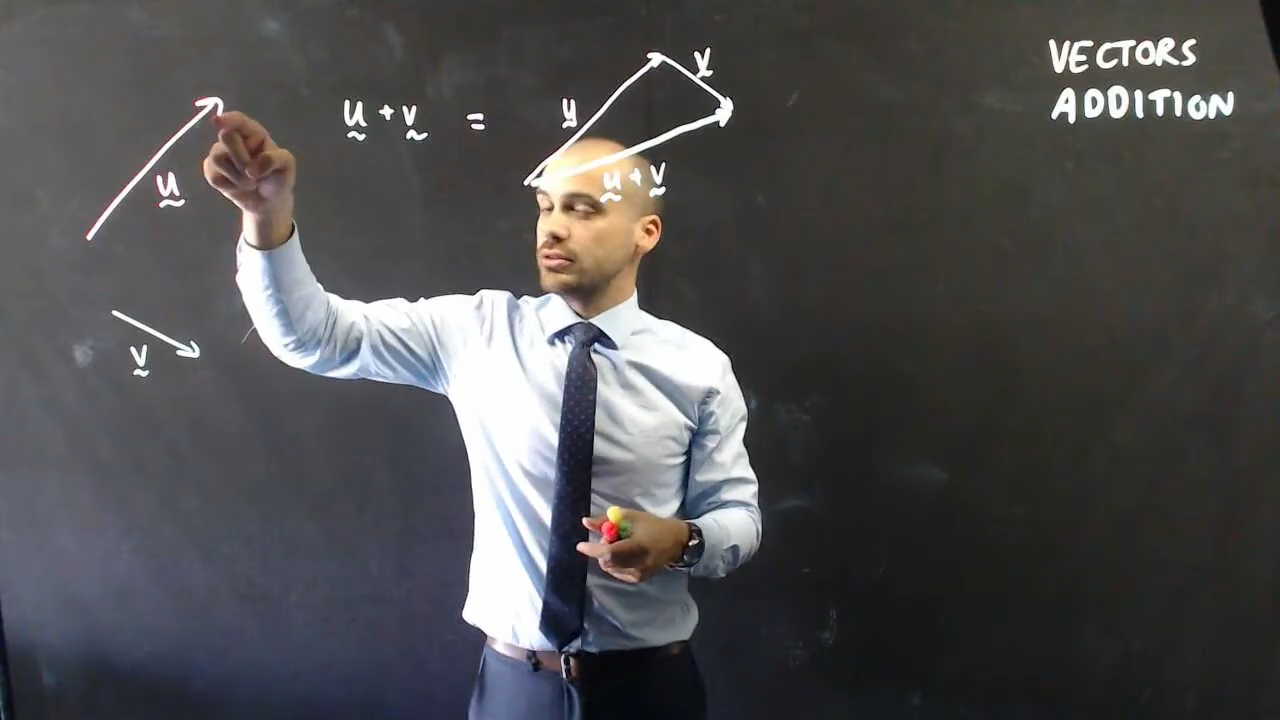 VECTORS
ADDITION
u + v =
u
v
u + v
u
v